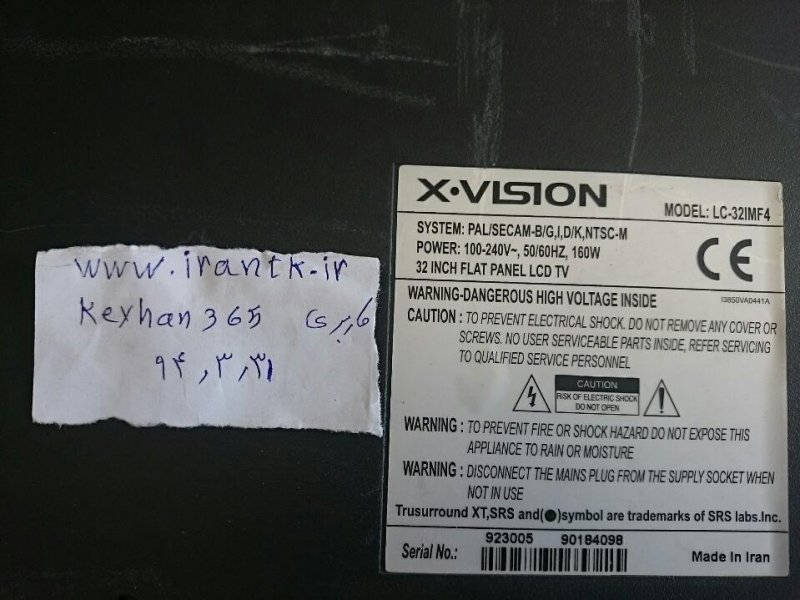 www.irantk.ir
Keyhan 365 کاربری
۹۴٫۳٫۳۱
X·VISION
MODEL: LC-32IMF4
SYSTEM: PAL/SECAM-B/G,I,D/K,NTSC-M
POWER: 100-240V~, 50/60HZ, 160W
32 INCH FLAT PANEL LCD TV
CE
WARNING-DANGEROUS HIGH VOLTAGE INSIDE
I3850VA0441A
CAUTION : TO PREVENT ELECTRICAL SHOCK. DO NOT REMOVE ANY COVER OR
SCREWS. NO USER SERVICEABLE PARTS INSIDE, REFER SERVICING
TO QUALIFIED SERVICE PERSONNEL
CAUTION
RISK OF ELECTRIC SHOCK
DO NOT OPEN
WARNING : TO PREVENT FIRE OR SHOCK HAZARD DO NOT EXPOSE THIS
APPLIANCE TO RAIN OR MOISTURE
WARNING : DISCONNECT THE MAINS PLUG FROM THE SUPPLY SOCKET WHEN
NOT IN USE
Trusurround XT,SRS and(●)symbol are trademarks of SRS labs.Inc.
Serial No.: 923005 90184098
Made in Iran